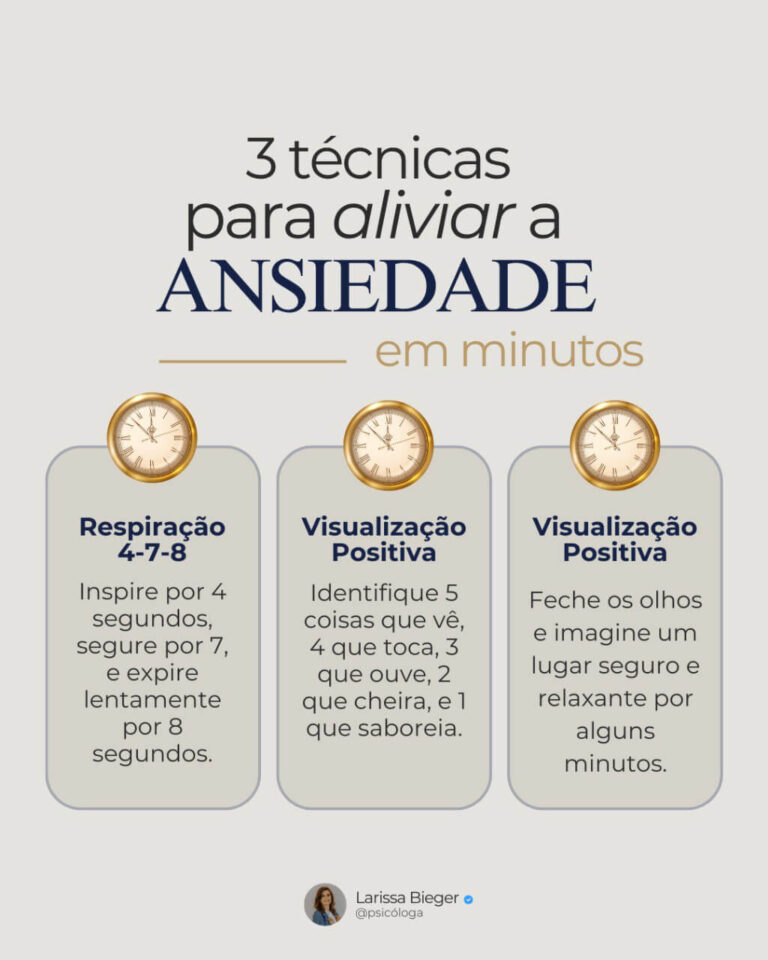 3 técnicas
para aliviar a
ANSIEDADE
em minutos
Respiração
4-7-8
Inspire por 4
segundos,
segure por 7,
e expire
lentamente
por 8
segundos.
Visualização
Positiva
Identifique 5
coisas que vê,
4 que toca, 3
que ouve, 2
que cheira, e 1
que saboreia.
Visualização
Positiva
Feche os olhos
e imagine um
lugar seguro e
relaxante por
alguns
minutos.
Larissa Bieger
@psicóloga